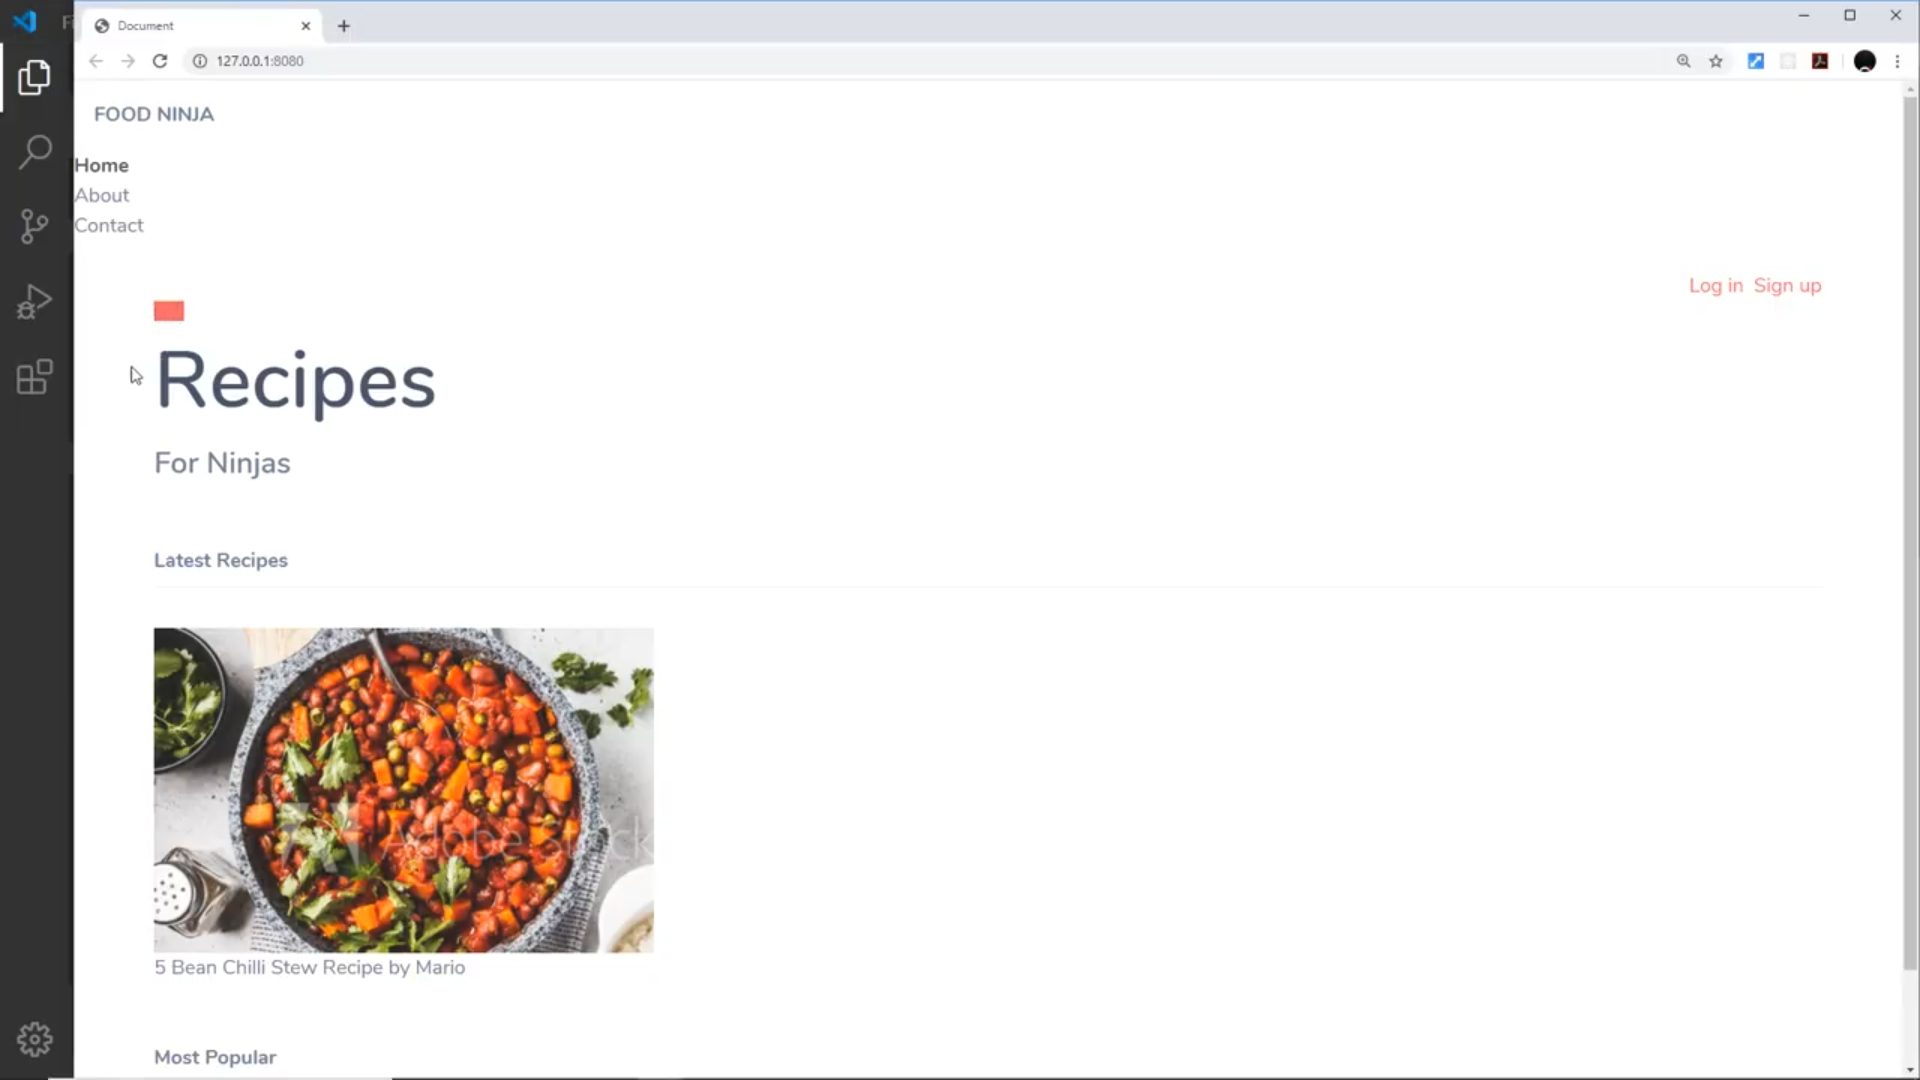 Document
127.0.0.1:8080
FOOD NINJA
Home
About
Contact
Log in Sign up
Recipes
For Ninjas
Latest Recipes
Adobe Stock
5 Bean Chilli Stew Recipe by Mario
Most Popular